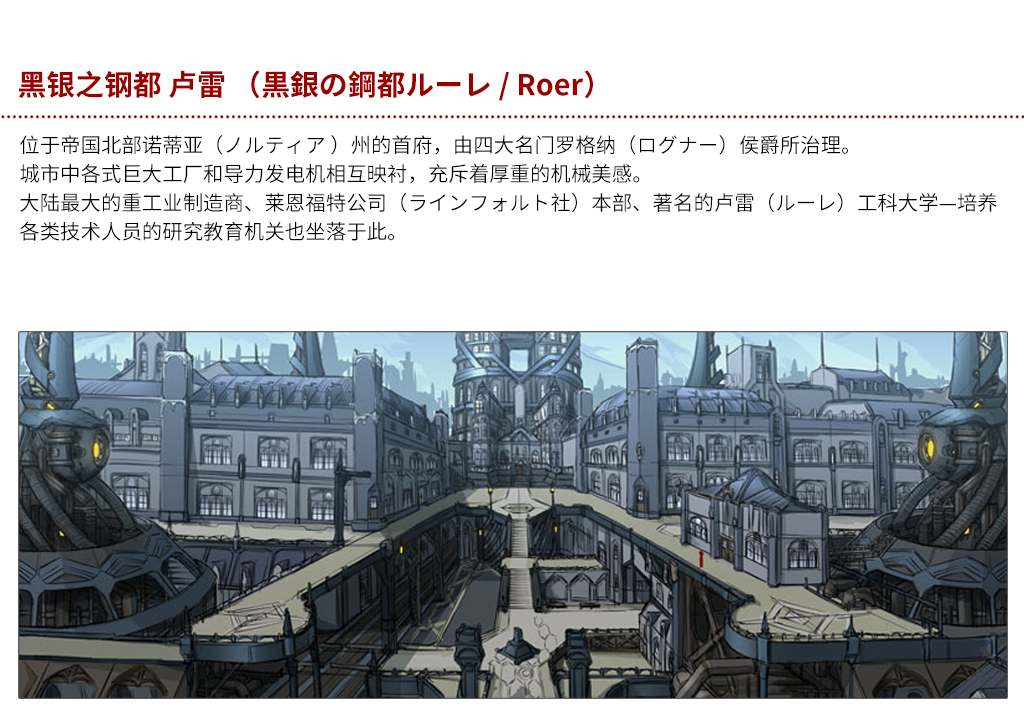 黑银之钢都 卢雷 （黒銀の鋼都ルーレ / Roer）
位于帝国北部诺蒂亚（ノルティア ）州的首府，由四大名门罗格纳（ログナー）侯爵所治理。
城市中各式巨大工厂和导力发电机相互映衬，充斥着厚重的机械美感。
大陆最大的重工业制造商、莱恩福特公司（ラインフォルト社）本部、著名的卢雷（ルーレ）工科大学—培养
各类技术人员的研究教育机关也坐落于此。